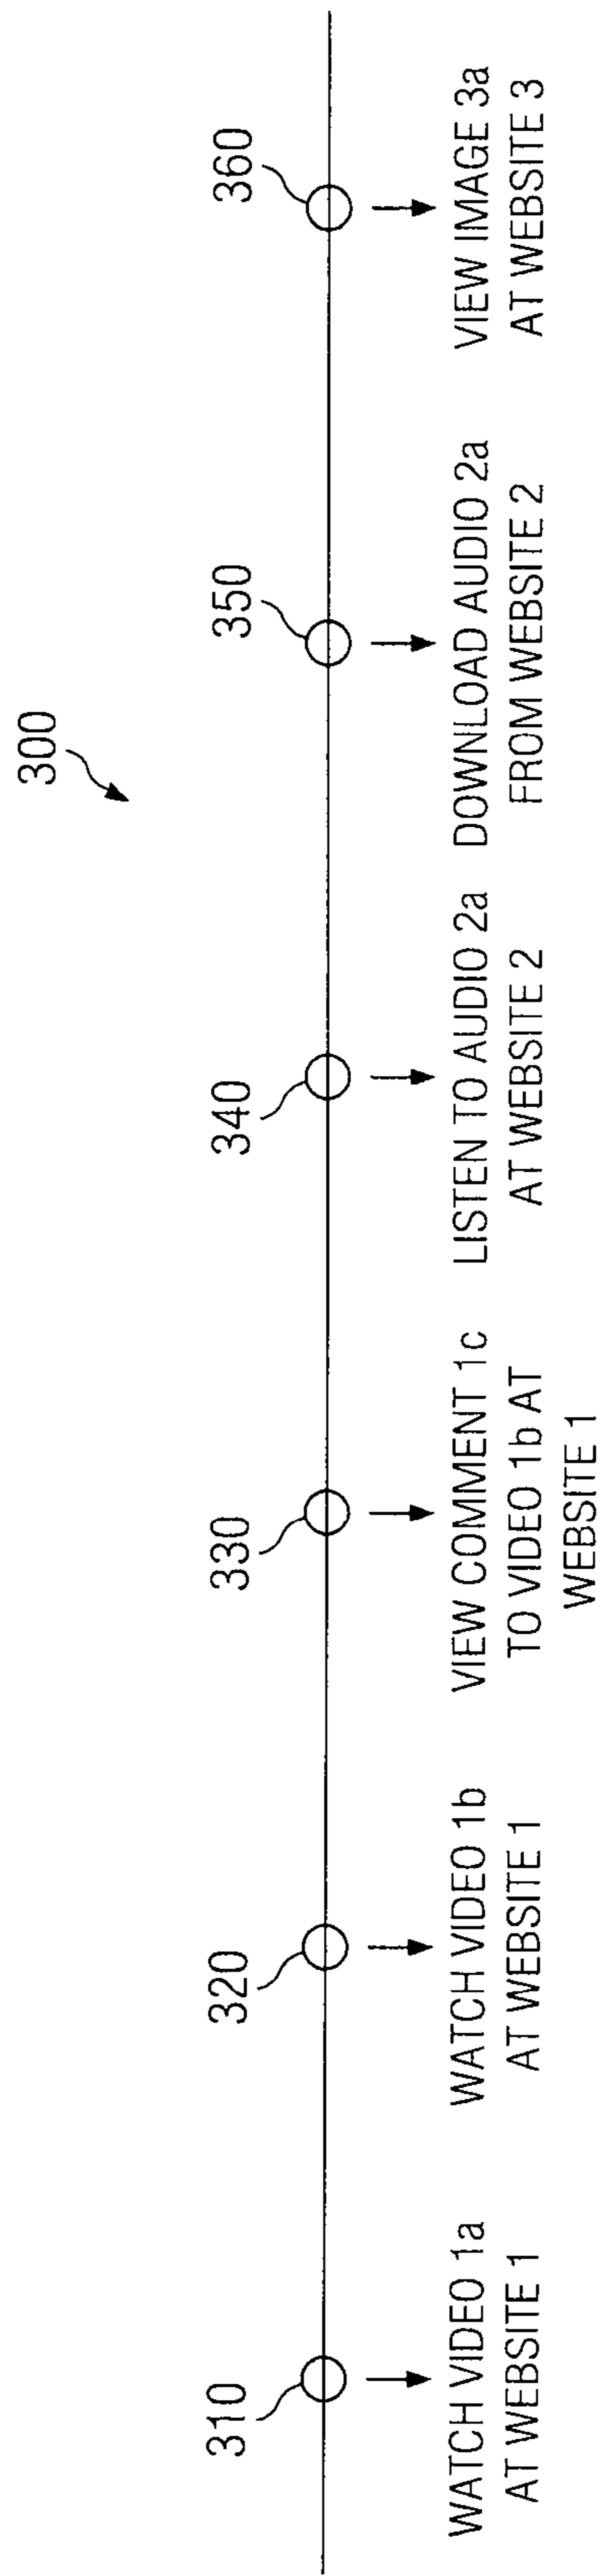 300
310
WATCH VIDEO 1a
AT WEBSITE 1
320
WATCH VIDEO 1b
AT WEBSITE 1
330
VIEW COMMENT 1c
TO VIDEO 1b AT
WEBSITE 1
340
LISTEN TO AUDIO 2a
AT WEBSITE 2
350
DOWNLOAD AUDIO 2a
FROM WEBSITE 2
360
VIEW IMAGE 3a
AT WEBSITE 3